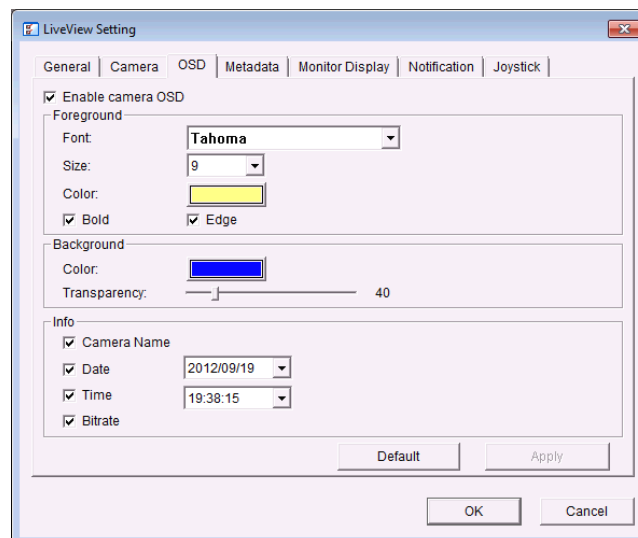 LiveView Setting
General Camera OSD Metadata Monitor Display Notification Joystick
Enable camera OSD
Foreground
Font: Tahoma
Size: 9
Color:
Bold Edge
Background
Color:
Transparency: 40
Info
Camera Name
Date 2012/09/19
Time 19:38:15
Bitrate
Default Apply
OK Cancel